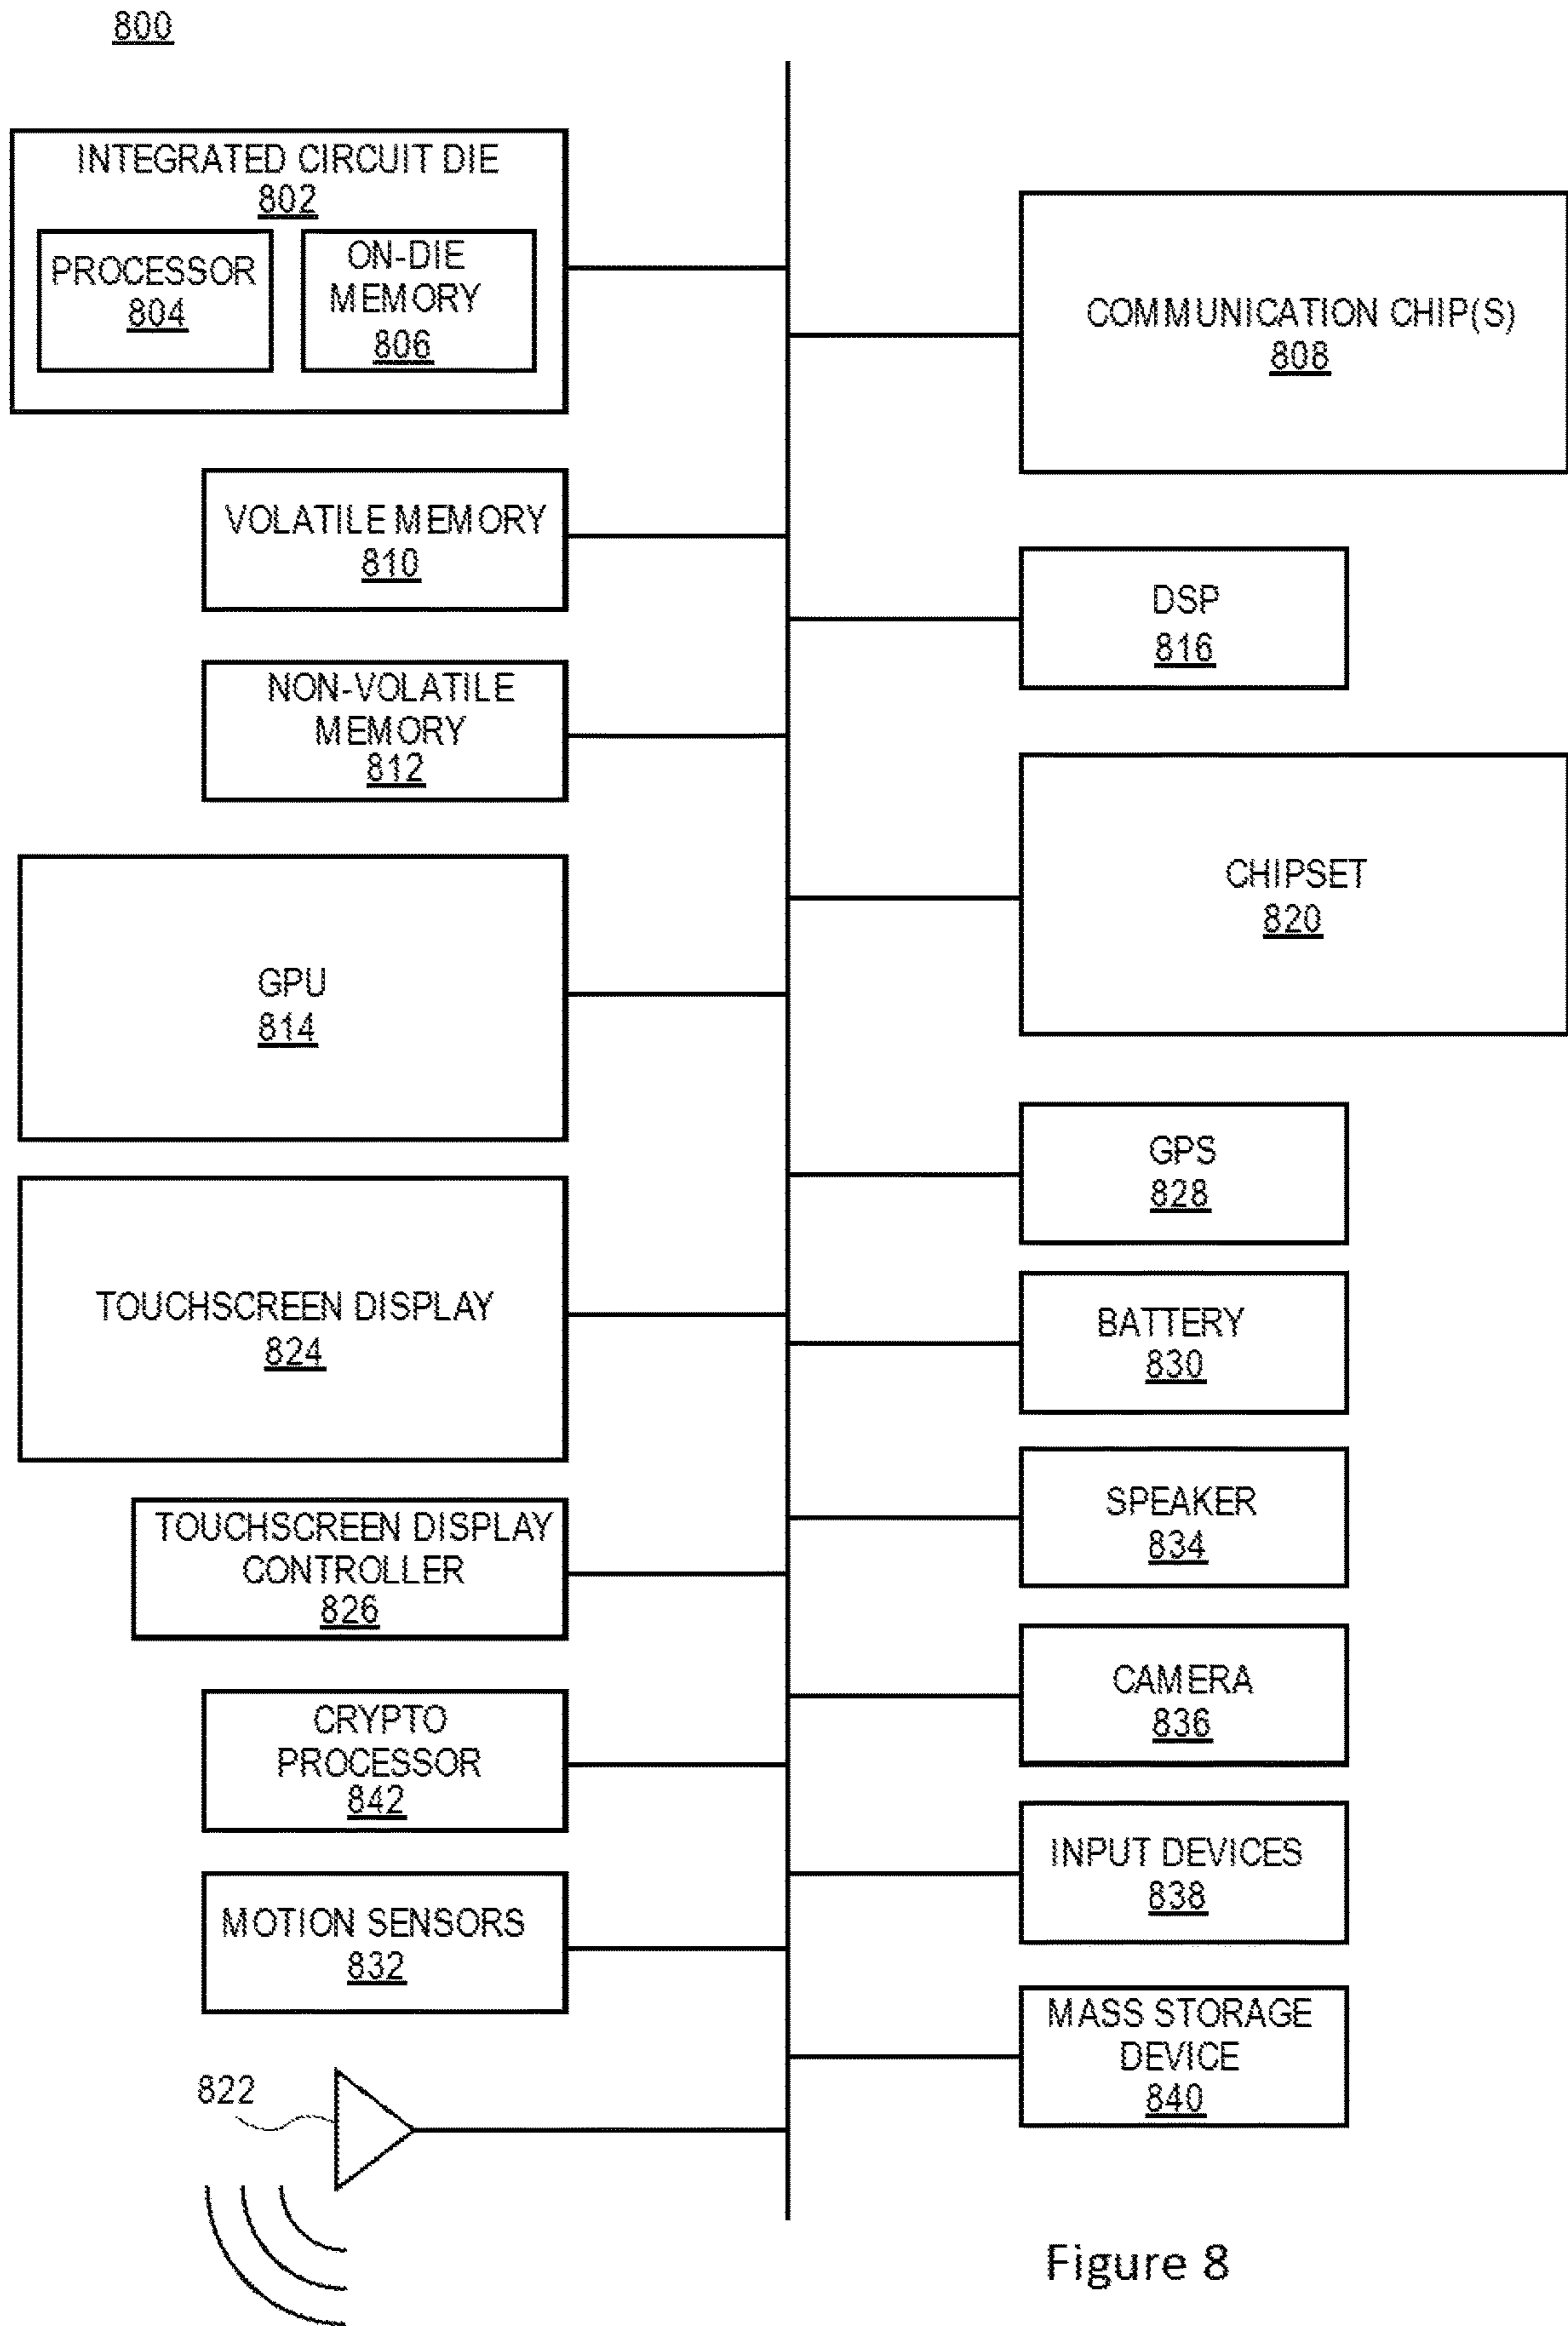 800
INTEGRATED CIRCUIT DIE
802
PROCESSOR
804
ON-DIE
MEMORY
806
COMMUNICATION CHIP(S)
808
VOLATILE MEMORY
810
DSP
816
NON-VOLATILE
MEMORY
812
CHIPSET
820
GPU
814
GPS
828
TOUCHSCREEN DISPLAY
824
BATTERY
830
SPEAKER
834
TOUCHSCREEN DISPLAY
CONTROLLER
826
CAMERA
836
CRYPTO
PROCESSOR
842
INPUT DEVICES
838
MOTION SENSORS
832
MASS STORAGE
DEVICE
840
822
Figure 8